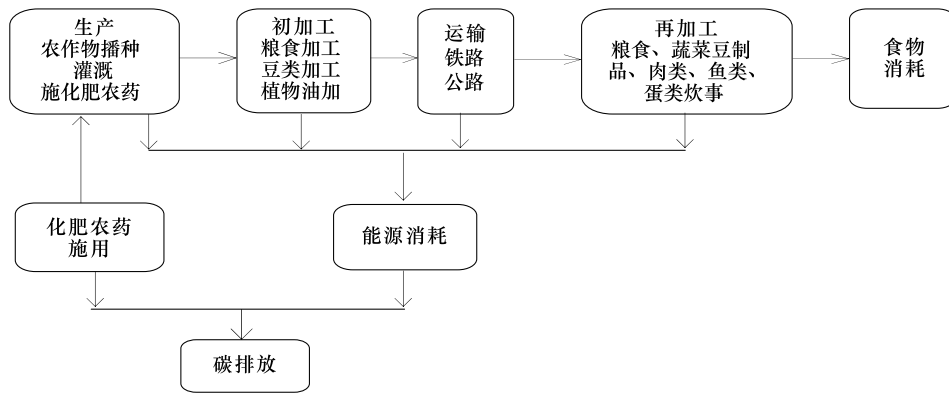 生产
农作物播种
灌溉
施化肥农药
初加工
粮食加工
豆类加工
植物油加
运输
铁路
公路
再加工
粮食、蔬菜豆制
品、肉类、鱼类、
蛋类炊事
食物
消耗
化肥农药
施用
能源消耗
碳排放